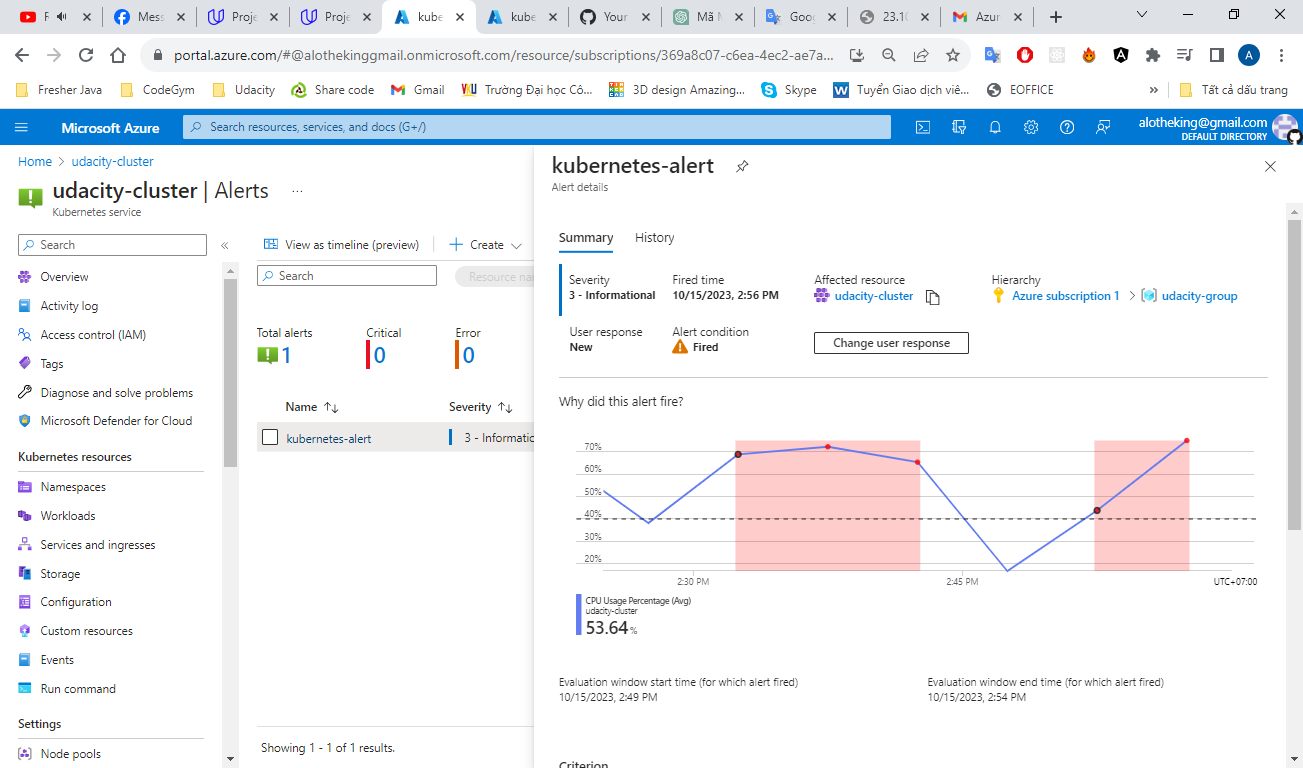 F
Mess
Proje
Proje
kube
kube
Your
Mã M
Goog
23.10
Azur
portal.azure.com/#@alothekinggmail.onmicrosoft.com/resource/subscriptions/369a8c07-c6ea-4ec2-ae7a...
A
Fresher Java
CodeGym
Udacity
Share code
Gmail
Trường Đại học Cô...
3D design Amazing...
Skype
Tuyển Giao dịch viê...
EOFFICE
»
Tất cả dấu trang
Microsoft Azure
Search resources, services, and docs (G+/)
alotheking@gmail.com
DEFAULT DIRECTORY
Home > udacity-cluster
udacity-cluster | Alerts ...
Kubernetes service
Search
«
Overview
Activity log
Access control (IAM)
Tags
Diagnose and solve problems
Microsoft Defender for Cloud
Kubernetes resources
Namespaces
Workloads
Services and ingresses
Storage
Configuration
Custom resources
Events
Run command
Settings
Node pools
View as timeline (preview)
Create
Search
Resource nam
Total alerts
1
Critical
0
Error
0
Name ↑↓
Severity ↑↓
kubernetes-alert
3 - Informatio
Showing 1 - 1 of 1 results.
kubernetes-alert
Alert details
Summary
History
Severity
3 - Informational
Fired time
10/15/2023, 2:56 PM
Affected resource
udacity-cluster
Hierarchy
Azure subscription 1 > udacity-group
User response
New
Alert condition
Fired
Change user response
Why did this alert fire?
70%
60%
50%
40%
30%
20%
2:30 PM
2:45 PM
UTC+07:00
CPU Usage Percentage (Avg)
udacity-cluster
53.64 %
Evaluation window start time (for which alert fired)
10/15/2023, 2:49 PM
Evaluation window end time (for which alert fired)
10/15/2023, 2:54 PM
Criterion